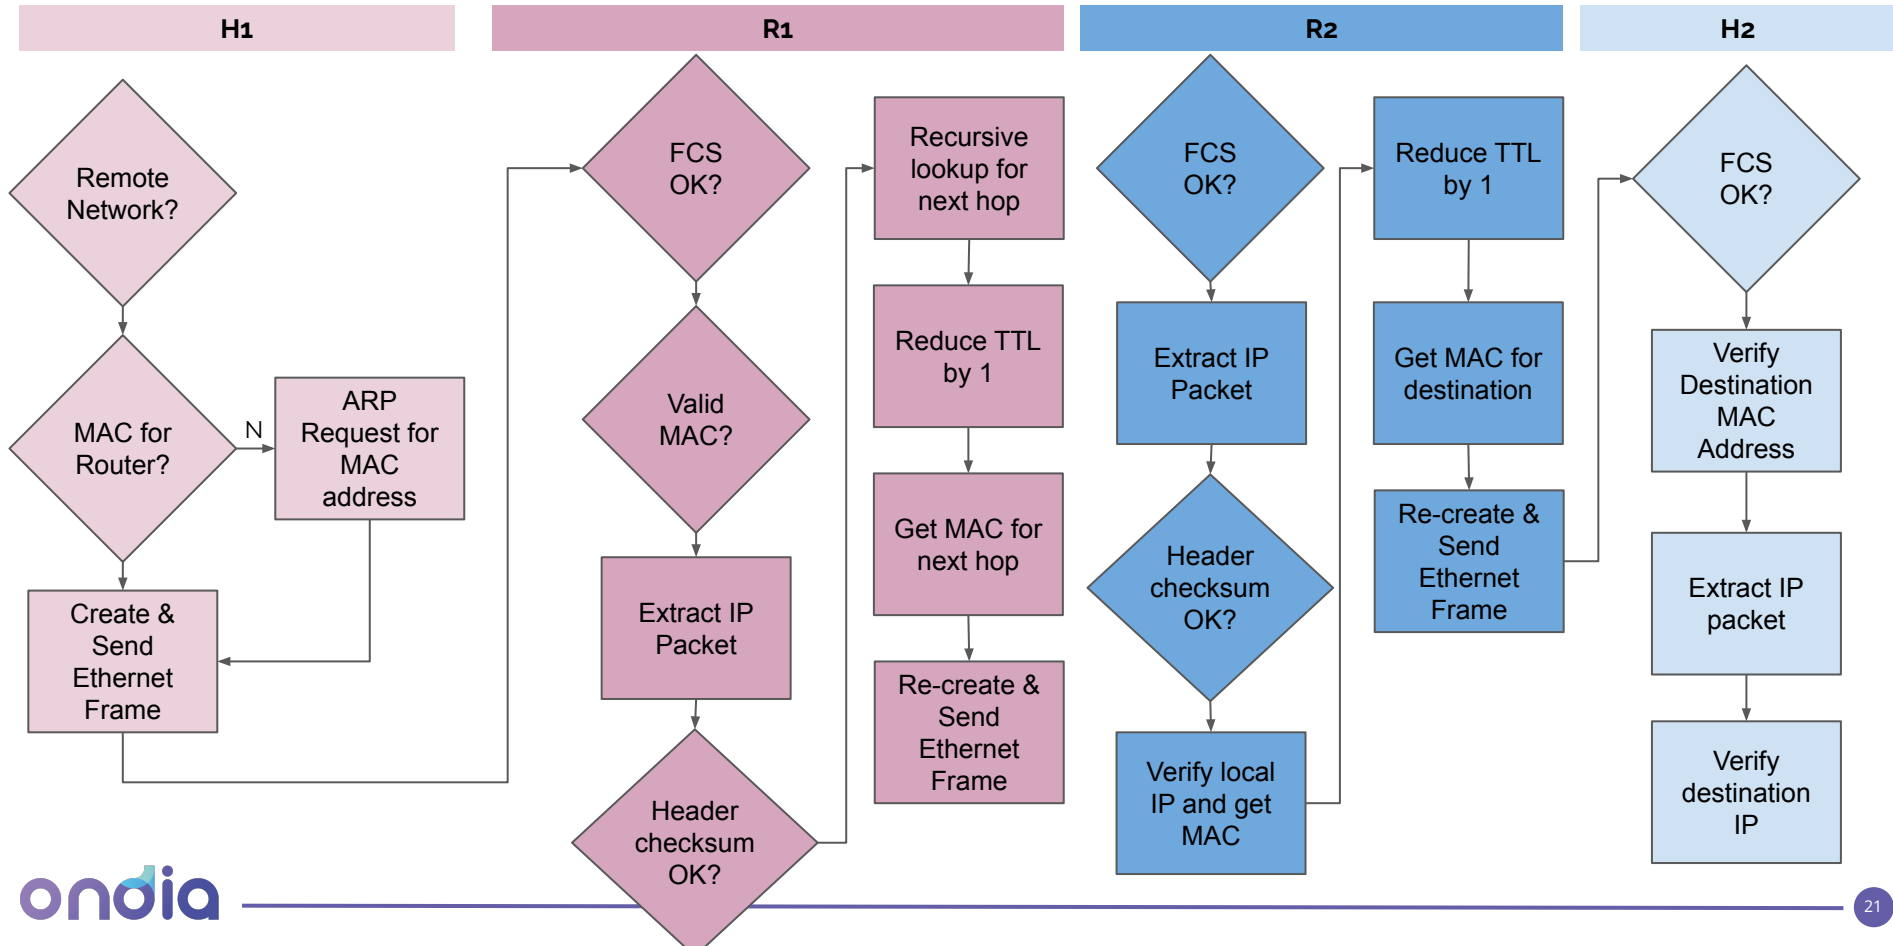 H1
R1
R2
H2
Remote
Network?
MAC for
Router?
N
ARP
Request for
MAC
address
Create &
Send
Ethernet
Frame
FCS
OK?
Valid
MAC?
Extract IP
Packet
Header
checksum
OK?
Recursive
lookup for
next hop
Reduce TTL
by 1
Get MAC for
next hop
Re-create &
Send
Ethernet
Frame
FCS
OK?
Extract IP
Packet
Header
checksum
OK?
Verify local
IP and get
MAC
Reduce TTL
by 1
Get MAC for
destination
Re-create &
Send
Ethernet
Frame
FCS
OK?
Verify
Destination
MAC
Address
Extract IP
packet
Verify
destination
IP
ondia
21